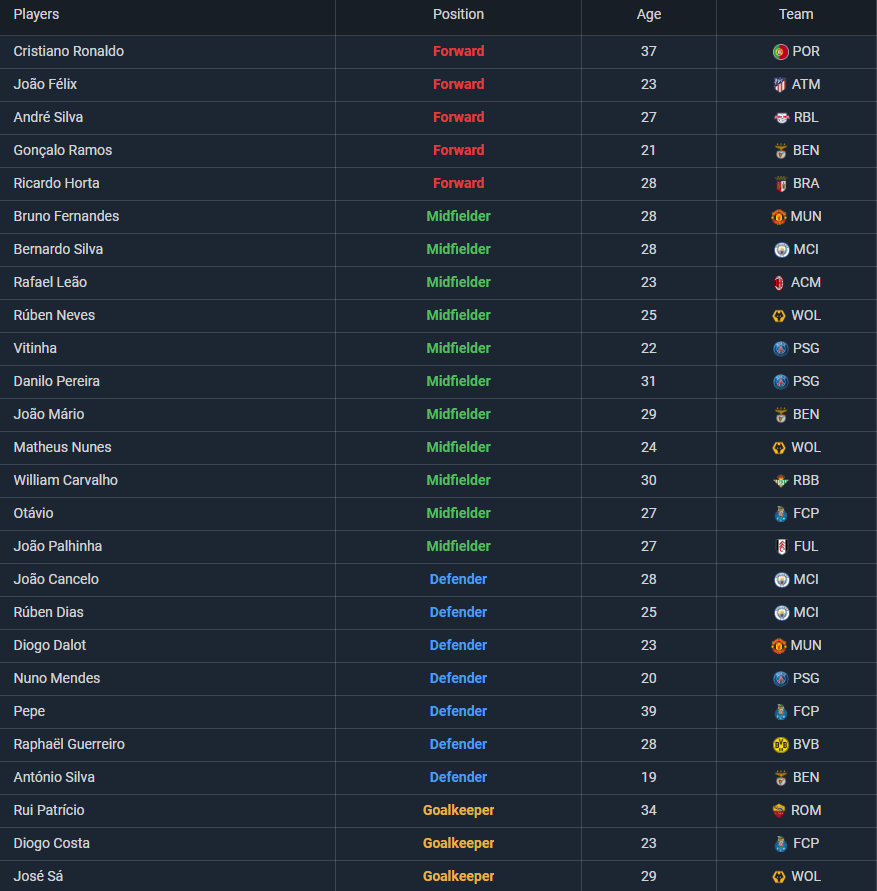 Players Position Age Team
Cristiano Ronaldo Forward 37 POR
João Félix Forward 23 ATM
André Silva Forward 27 RBL
Gonçalo Ramos Forward 21 BEN
Ricardo Horta Forward 28 BRA
Bruno Fernandes Midfielder 28 MUN
Bernardo Silva Midfielder 28 MCI
Rafael Leão Midfielder 23 ACM
Rúben Neves Midfielder 25 WOL
Vitinha Midfielder 22 PSG
Danilo Pereira Midfielder 31 PSG
João Mário Midfielder 29 BEN
Matheus Nunes Midfielder 24 WOL
William Carvalho Midfielder 30 RBB
Otávio Midfielder 27 FCP
João Palhinha Midfielder 27 FUL
João Cancelo Defender 28 MCI
Rúben Dias Defender 25 MCI
Diogo Dalot Defender 23 MUN
Nuno Mendes Defender 20 PSG
Pepe Defender 39 FCP
Raphaël Guerreiro Defender 28 BVB
António Silva Defender 19 BEN
Rui Patrício Goalkeeper 34 ROM
Diogo Costa Goalkeeper 23 FCP
José Sá Goalkeeper 29 WOL